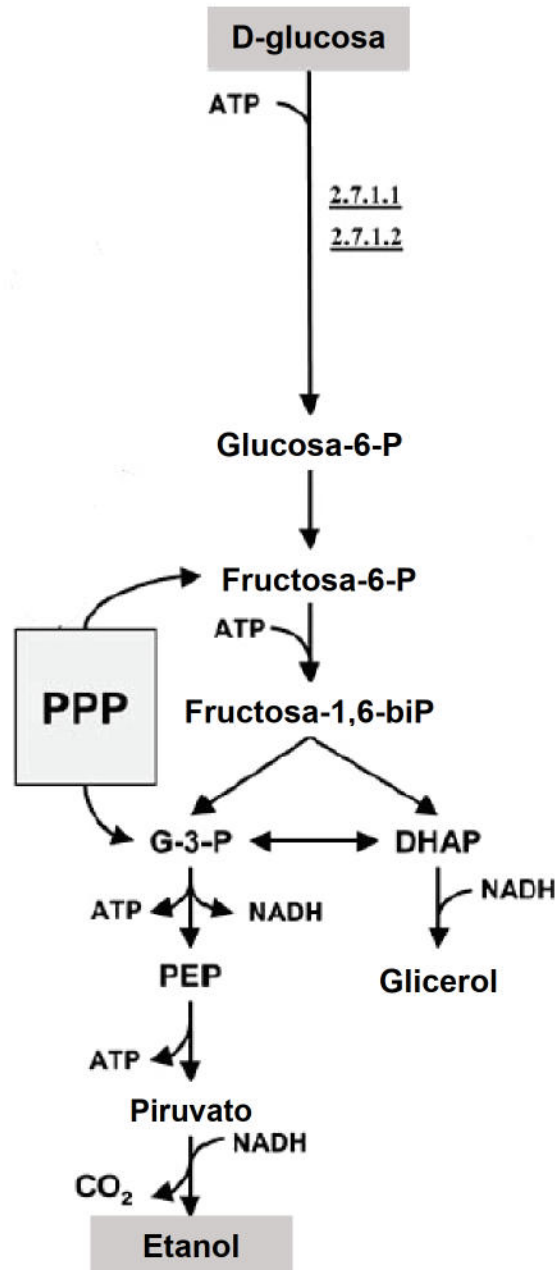 D-glucosa
ATP
2.7.1.1
2.7.1.2
Glucosa-6-P
Fructosa-6-P
ATP
PPP
Fructosa-1,6-biP
G-3-P
DHAP
NADH
ATP
NADH
PEP
Glicerol
ATP
Piruvato
NADH
CO₂
Etanol